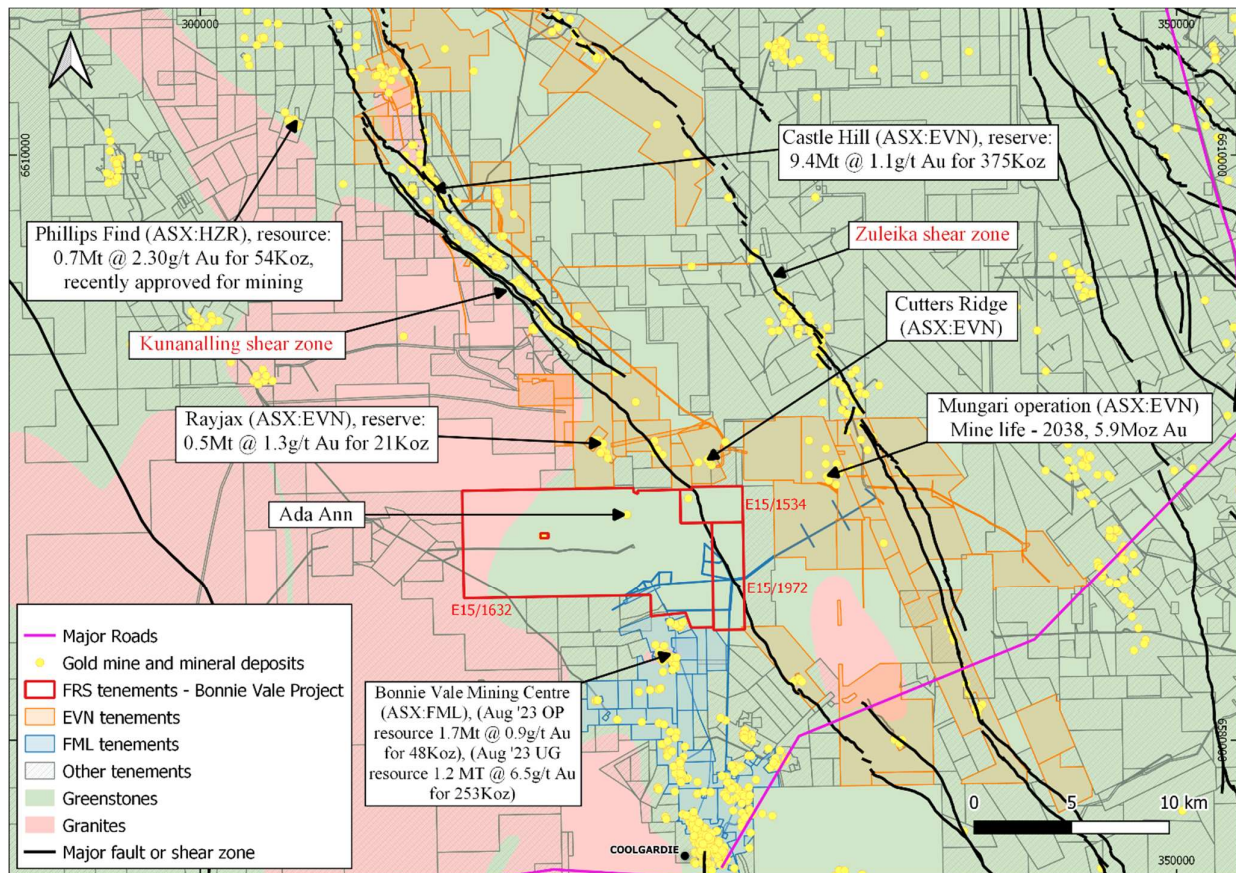 300000
350000
6610000
6610000
Castle Hill (ASX:EVN), reserve:
9.4Mt @ 1.1g/t Au for 375Koz
Phillips Find (ASX:HZR), resource:
0.7Mt @ 2.30g/t Au for 54Koz,
recently approved for mining
Zuleika shear zone
Kunanalling shear zone
Cutters Ridge
(ASX:EVN)
Rayjax (ASX:EVN), reserve:
0.5Mt @ 1.3g/t Au for 21Koz
Mungari operation (ASX:EVN)
Mine life - 2038, 5.9Moz Au
Ada Ann
E15/1534
E15/1972
E15/1632
Major Roads
Gold mine and mineral deposits
FRS tenements - Bonnie Vale Project
EVN tenements
FML tenements
Other tenements
Greenstones
Granites
Major fault or shear zone
Bonnie Vale Mining Centre
(ASX:FML), (Aug '23 OP
resource 1.7Mt @ 0.9g/t Au
for 48Koz), (Aug '23 UG
resource 1.2 MT @ 6.5g/t Au
for 253Koz)
6580000
0 5 10 km
COOLGARDIE
350000